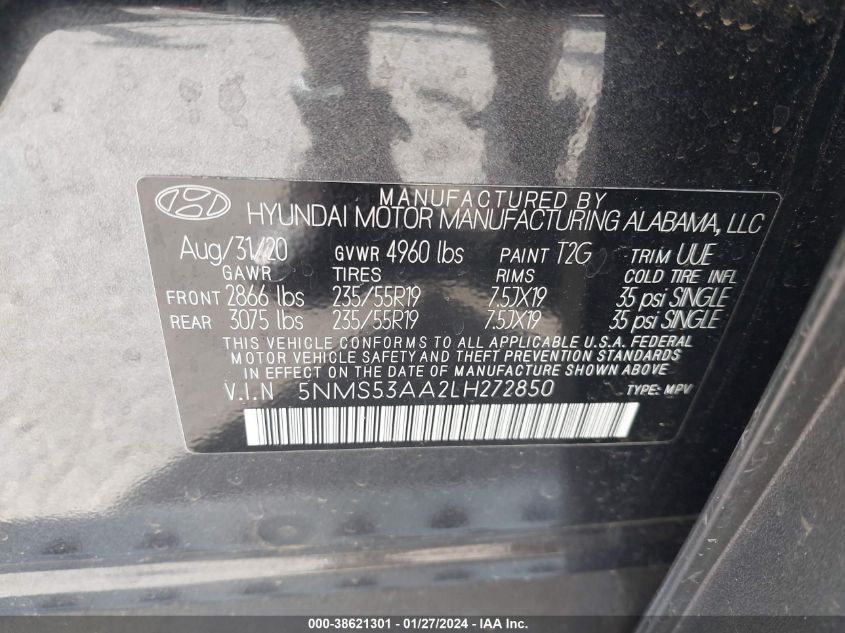 MANUFACTURED BY
HYUNDAI MOTOR MANUFACTURING ALABAMA, LLC
Aug/31/20 GVWR 4960 lbs PAINT T2G TRIM UUE
GAWR TIRES RIMS COLD TIRE INFL
FRONT 2866 lbs 235/55R19 7.5JX19 35 psi SINGLE
REAR 3075 lbs 235/55R19 7.5JX19 35 psi SINGLE
THIS VEHICLE CONFORMS TO ALL APPLICABLE U.S.A. FEDERAL
MOTOR VEHICLE SAFETY AND THEFT PREVENTION STANDARDS
IN EFFECT ON THE DATE OF MANUFACTURE SHOWN ABOVE.
V.I.N 5NMS53AA2LH272850 TYPE: MPV
000-38621301 - 01/27/2024 - IAA Inc.